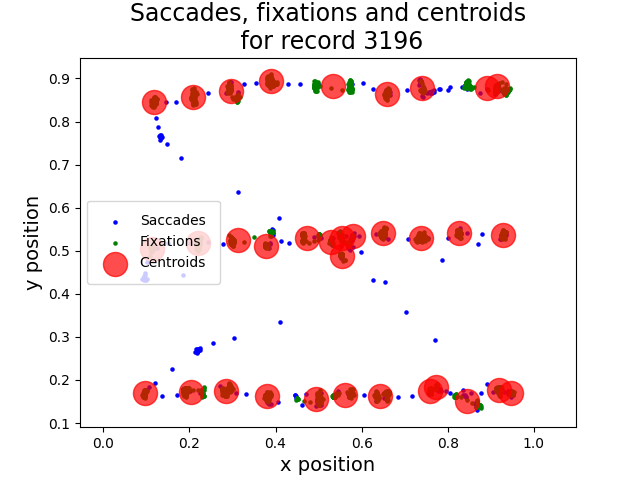 Saccades, fixations and centroids
for record 3196
y position
0.9
0.8
0.7
0.6
0.5
0.4
0.3
0.2
0.1
Saccades
Fixations
Centroids
0.0 0.2 0.4 0.6 0.8 1.0
x position